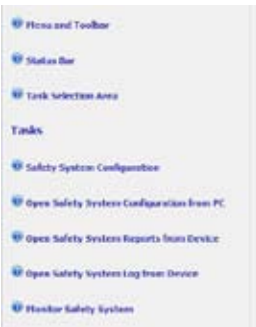 Menu and Toolbar
Status Bar
Task Selection Area
Tasks
Safety System Configuration
Open Safety System Configuration from PC
Open Safety System Reports from Device
Open Safety System Log from Device
Monitor Safety System